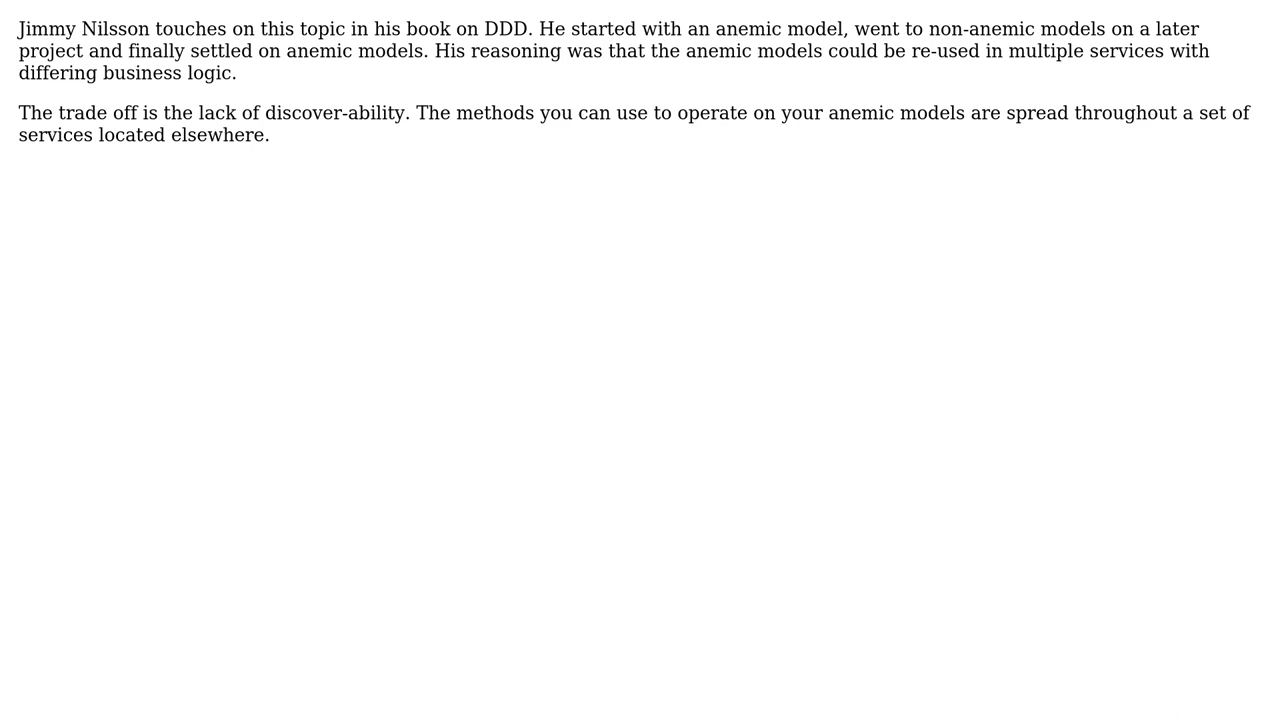 Jimmy Nilsson touches on this topic in his book on DDD. He started with an anemic model, went to non-anemic models on a later
project and finally settled on anemic models. His reasoning was that the anemic models could be re-used in multiple services with
differing business logic.
The trade off is the lack of discover-ability. The methods you can use to operate on your anemic models are spread throughout a set of
services located elsewhere.